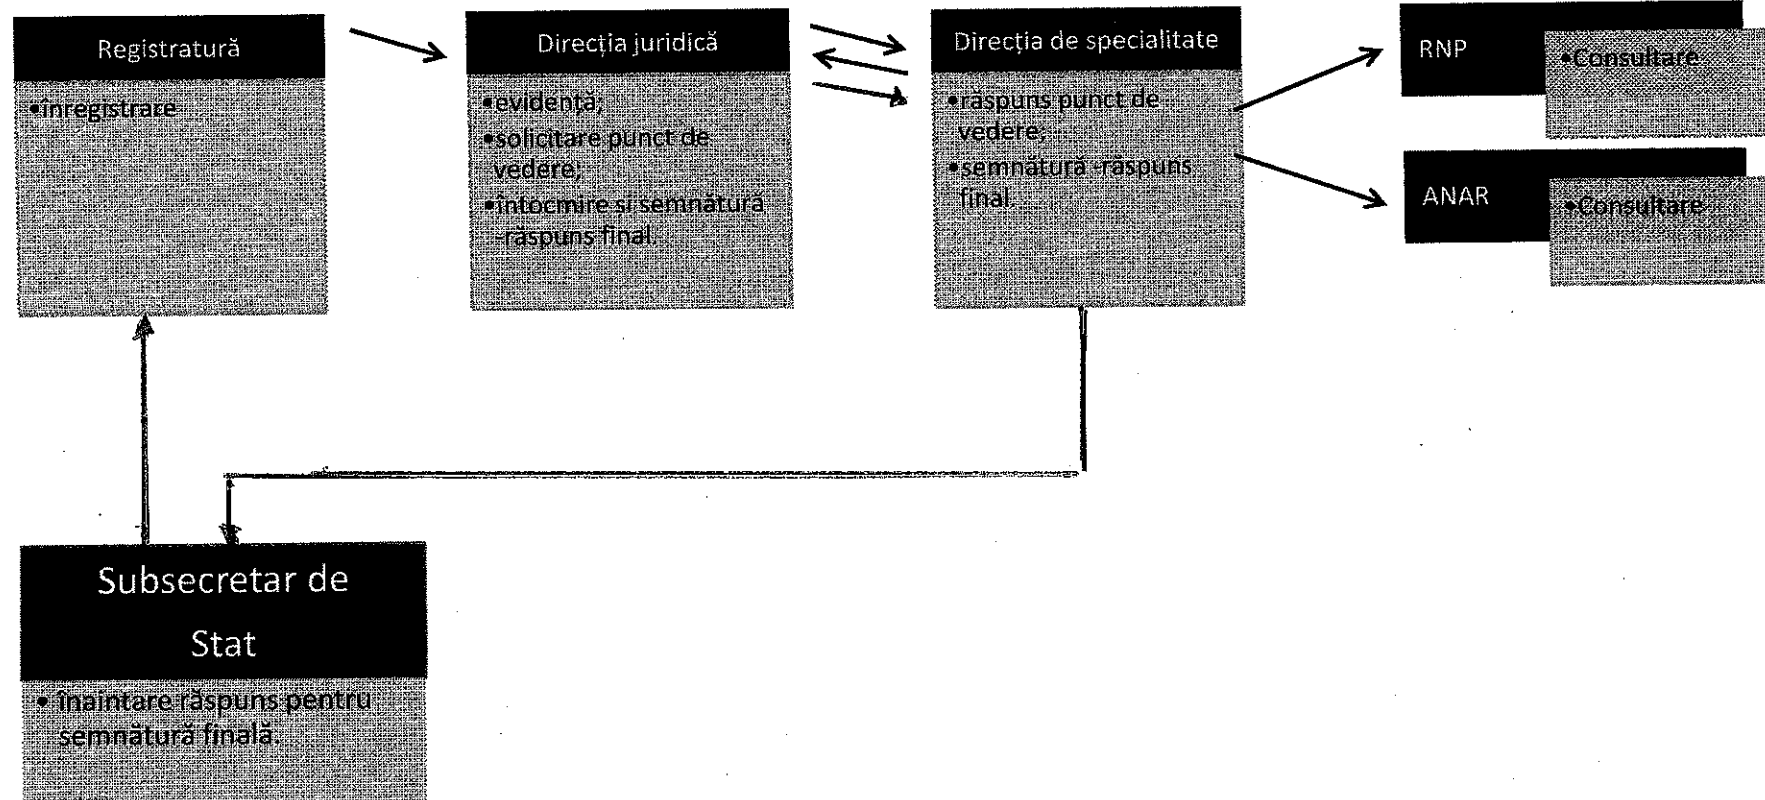 Registratură
•înregistrare
Direcția juridică
•evidență;
•solicitare punct de
vedere;
•întocmire si semnătură
-răspuns final.
Direcția de specialitate
•răspuns punct de
vedere;
•semnătură -răspuns
final.
RNP
•Consultare
ANAR
•Consultare
Subsecretar de
Stat
• înaintare răspuns pentru
semnătură finală.